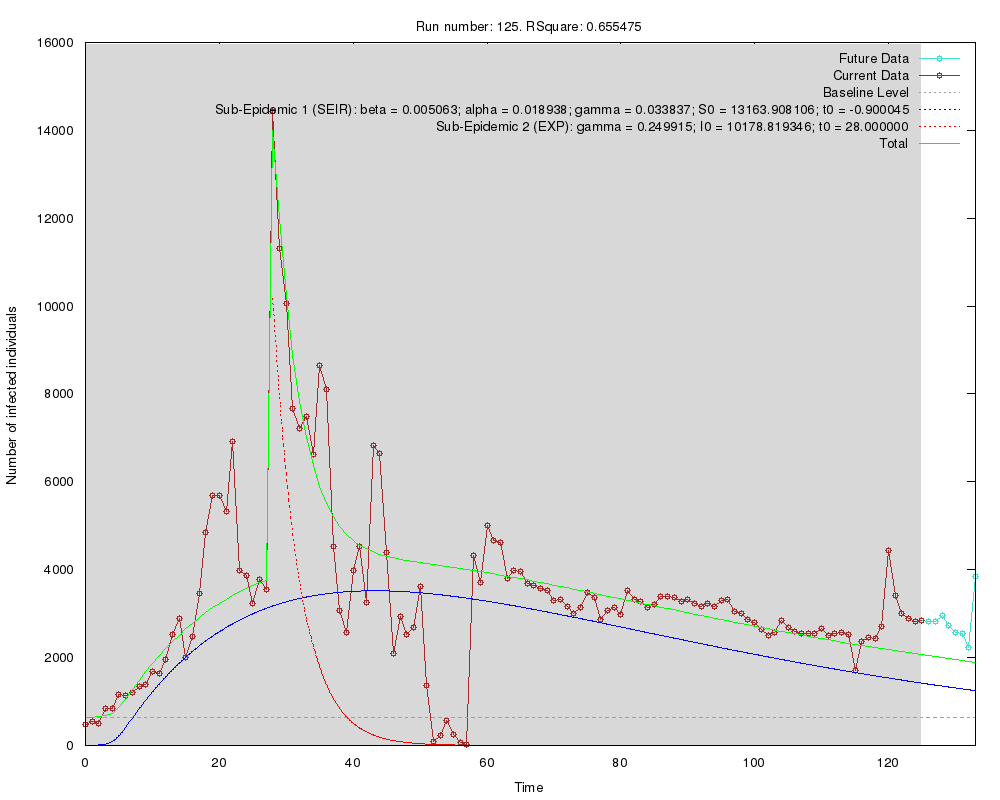 Run number: 125. RSquare: 0.655475
16000
14000
12000
10000
8000
6000
4000
2000
0
Number of infected individuals
Future Data
Current Data
Baseline Level
Sub-Epidemic 1 (SEIR): beta = 0.005063; alpha = 0.018938; gamma = 0.033837; S0 = 13163.908106; t0 = -0.900045
Sub-Epidemic 2 (EXP): gamma = 0.249915; I0 = 10178.819346; t0 = 28.000000
Total
0 20 40 60 80 100 120
Time